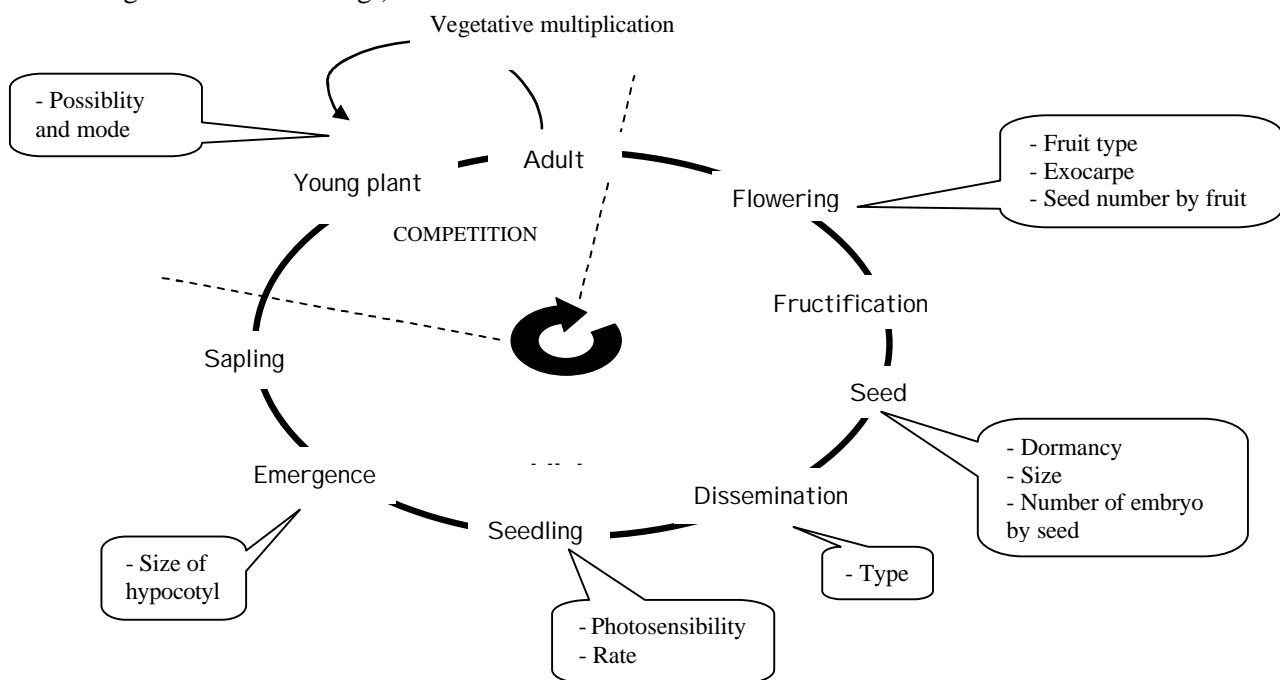 Vegetative multiplication
- Possiblity
and mode
Adult
Young plant
Flowering
- Fruit type
- Exocarpe
- Seed number by fruit
COMPETITION
Fructification
Sapling
Seed
- Dormancy
- Size
- Number of embryo
by seed
Emergence
Dissemination
Seedling
- Type
- Size of
hypocotyl
- Photosensibility
- Rate